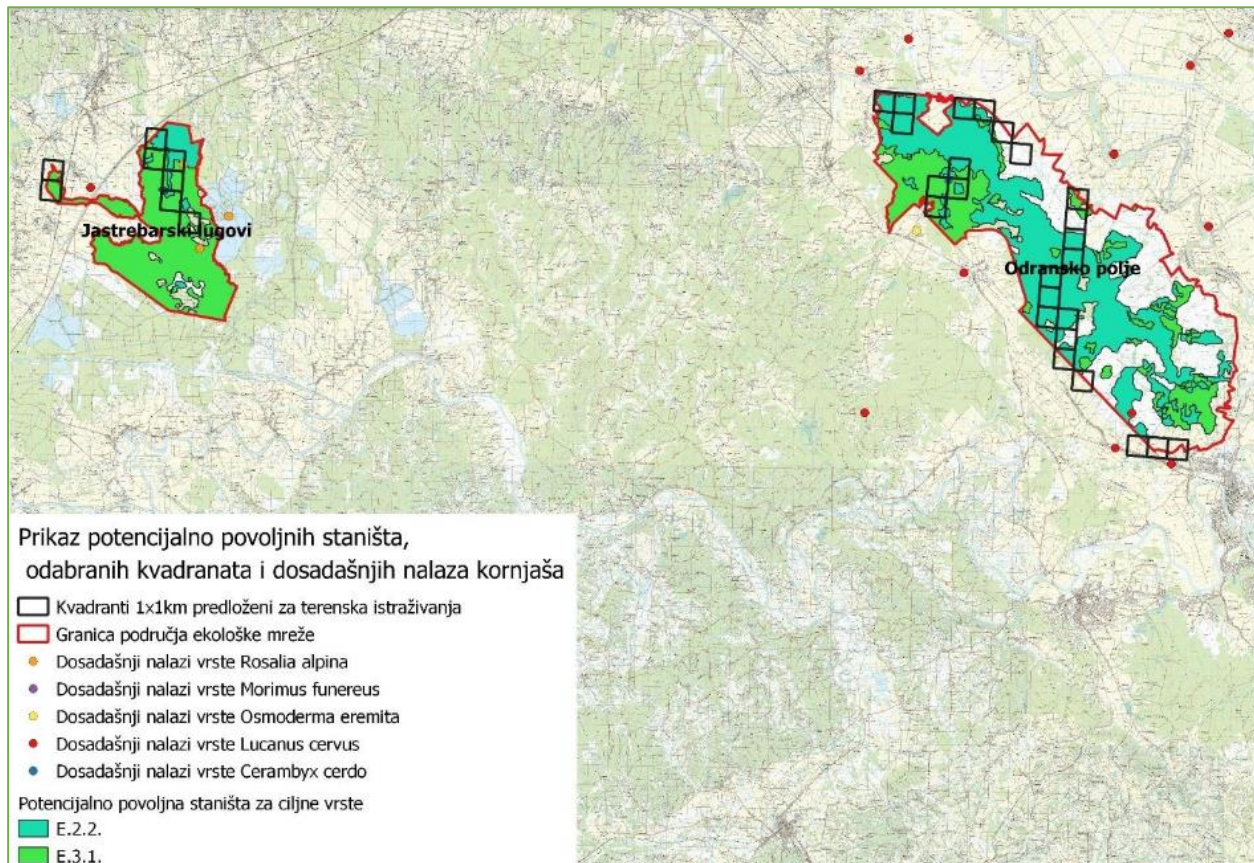 Jastrebarski lugovi
Odransko polje
Prikaz potencijalno povoljnih staništa,
odabranih kvadranata i dosadašnjih nalaza kornjaša
Kvadranti 1x1km predloženi za terenska istraživanja
Granica područja ekološke mreže
Dosadašnji nalazi vrste Rosalia alpina
Dosadašnji nalazi vrste Morimus funereus
Dosadašnji nalazi vrste Osmoderma eremita
Dosadašnji nalazi vrste Lucanus cervus
Dosadašnji nalazi vrste Cerambyx cerdo
Potencijalno povoljna staništa za ciljne vrste
E.2.2.
E.3.1.